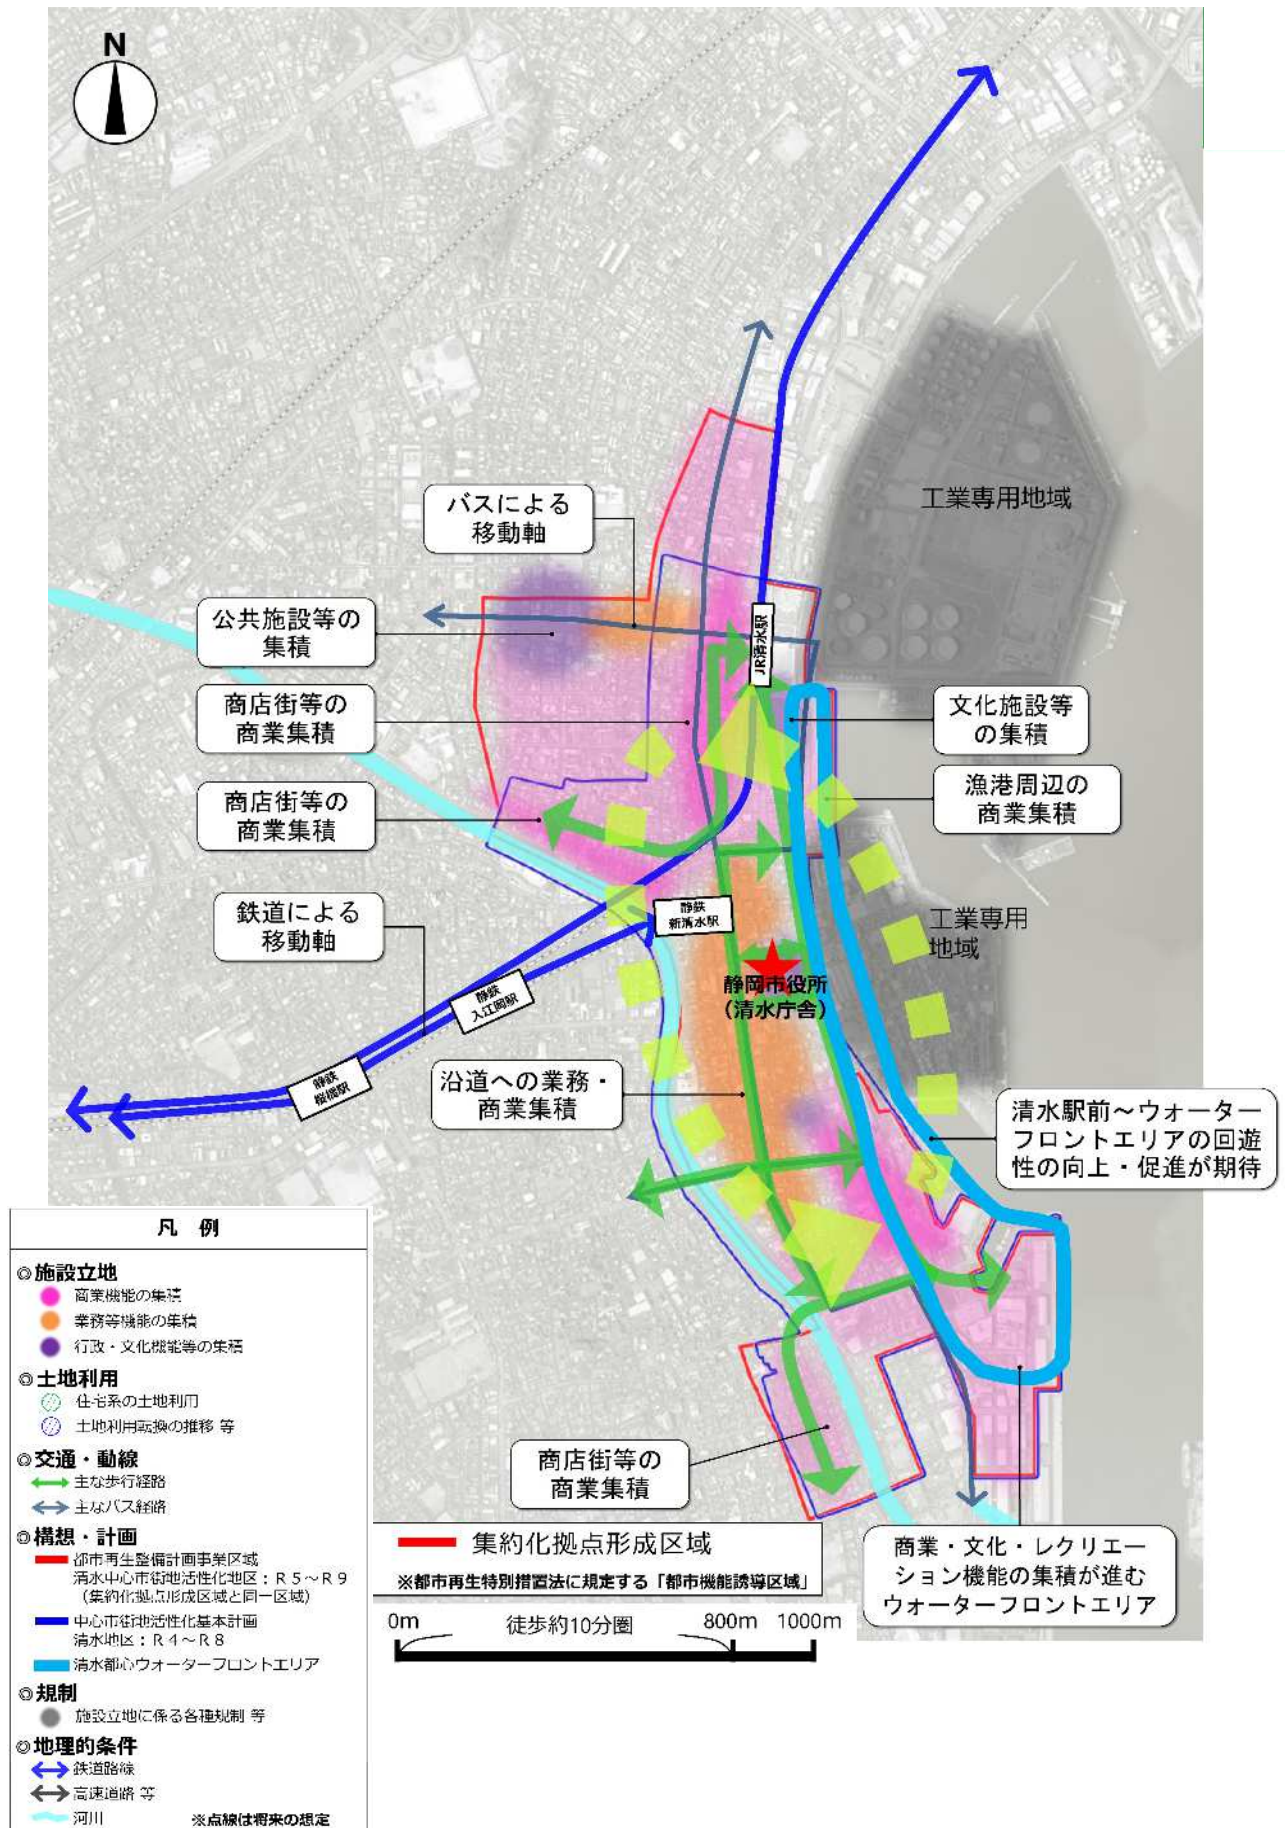 N
工業専用地域
バスによる
移動軸
公共施設等の
集積
JR清水駅
商店街等の
商業集積
文化施設等
の集積
漁港周辺の
商業集積
商店街等の
商業集積
鉄道による
移動軸
静鉄
新清水駅
工業専用
地域
静岡市役所
(清水庁舎)
静鉄
入江岡駅
静鉄
桜橋駅
沿道への業務・
商業集積
清水駅前～ウォーター
フロントエリアの回遊
性の向上・促進が期待
商店街等の
商業集積
商業・文化・レクリエー
ション機能の集積が進む
ウォーターフロントエリア
凡 例
◎施設立地
商業機能の集積
業務等機能の集積
行政・文化機能等の集積
◎土地利用
住宅系の土地利用
土地利用転換の推移 等
◎交通・動線
主な歩行経路
主なバス経路
◎構想・計画
都市再生整備計画事業区域
清水中心市街地活性化地区：Ｒ５～Ｒ９
（集約化拠点形成区域と同一区域）
中心市街地活性化基本計画
清水地区：Ｒ４～Ｒ８
清水都心ウォーターフロントエリア
◎規制
施設立地に係る各種規制 等
◎地理的条件
鉄道路線
高速道路 等
河川
※点線は将来の想定
集約化拠点形成区域
※都市再生特別措置法に規定する「都市機能誘導区域」
0m 徒歩約10分圏 800m 1000m